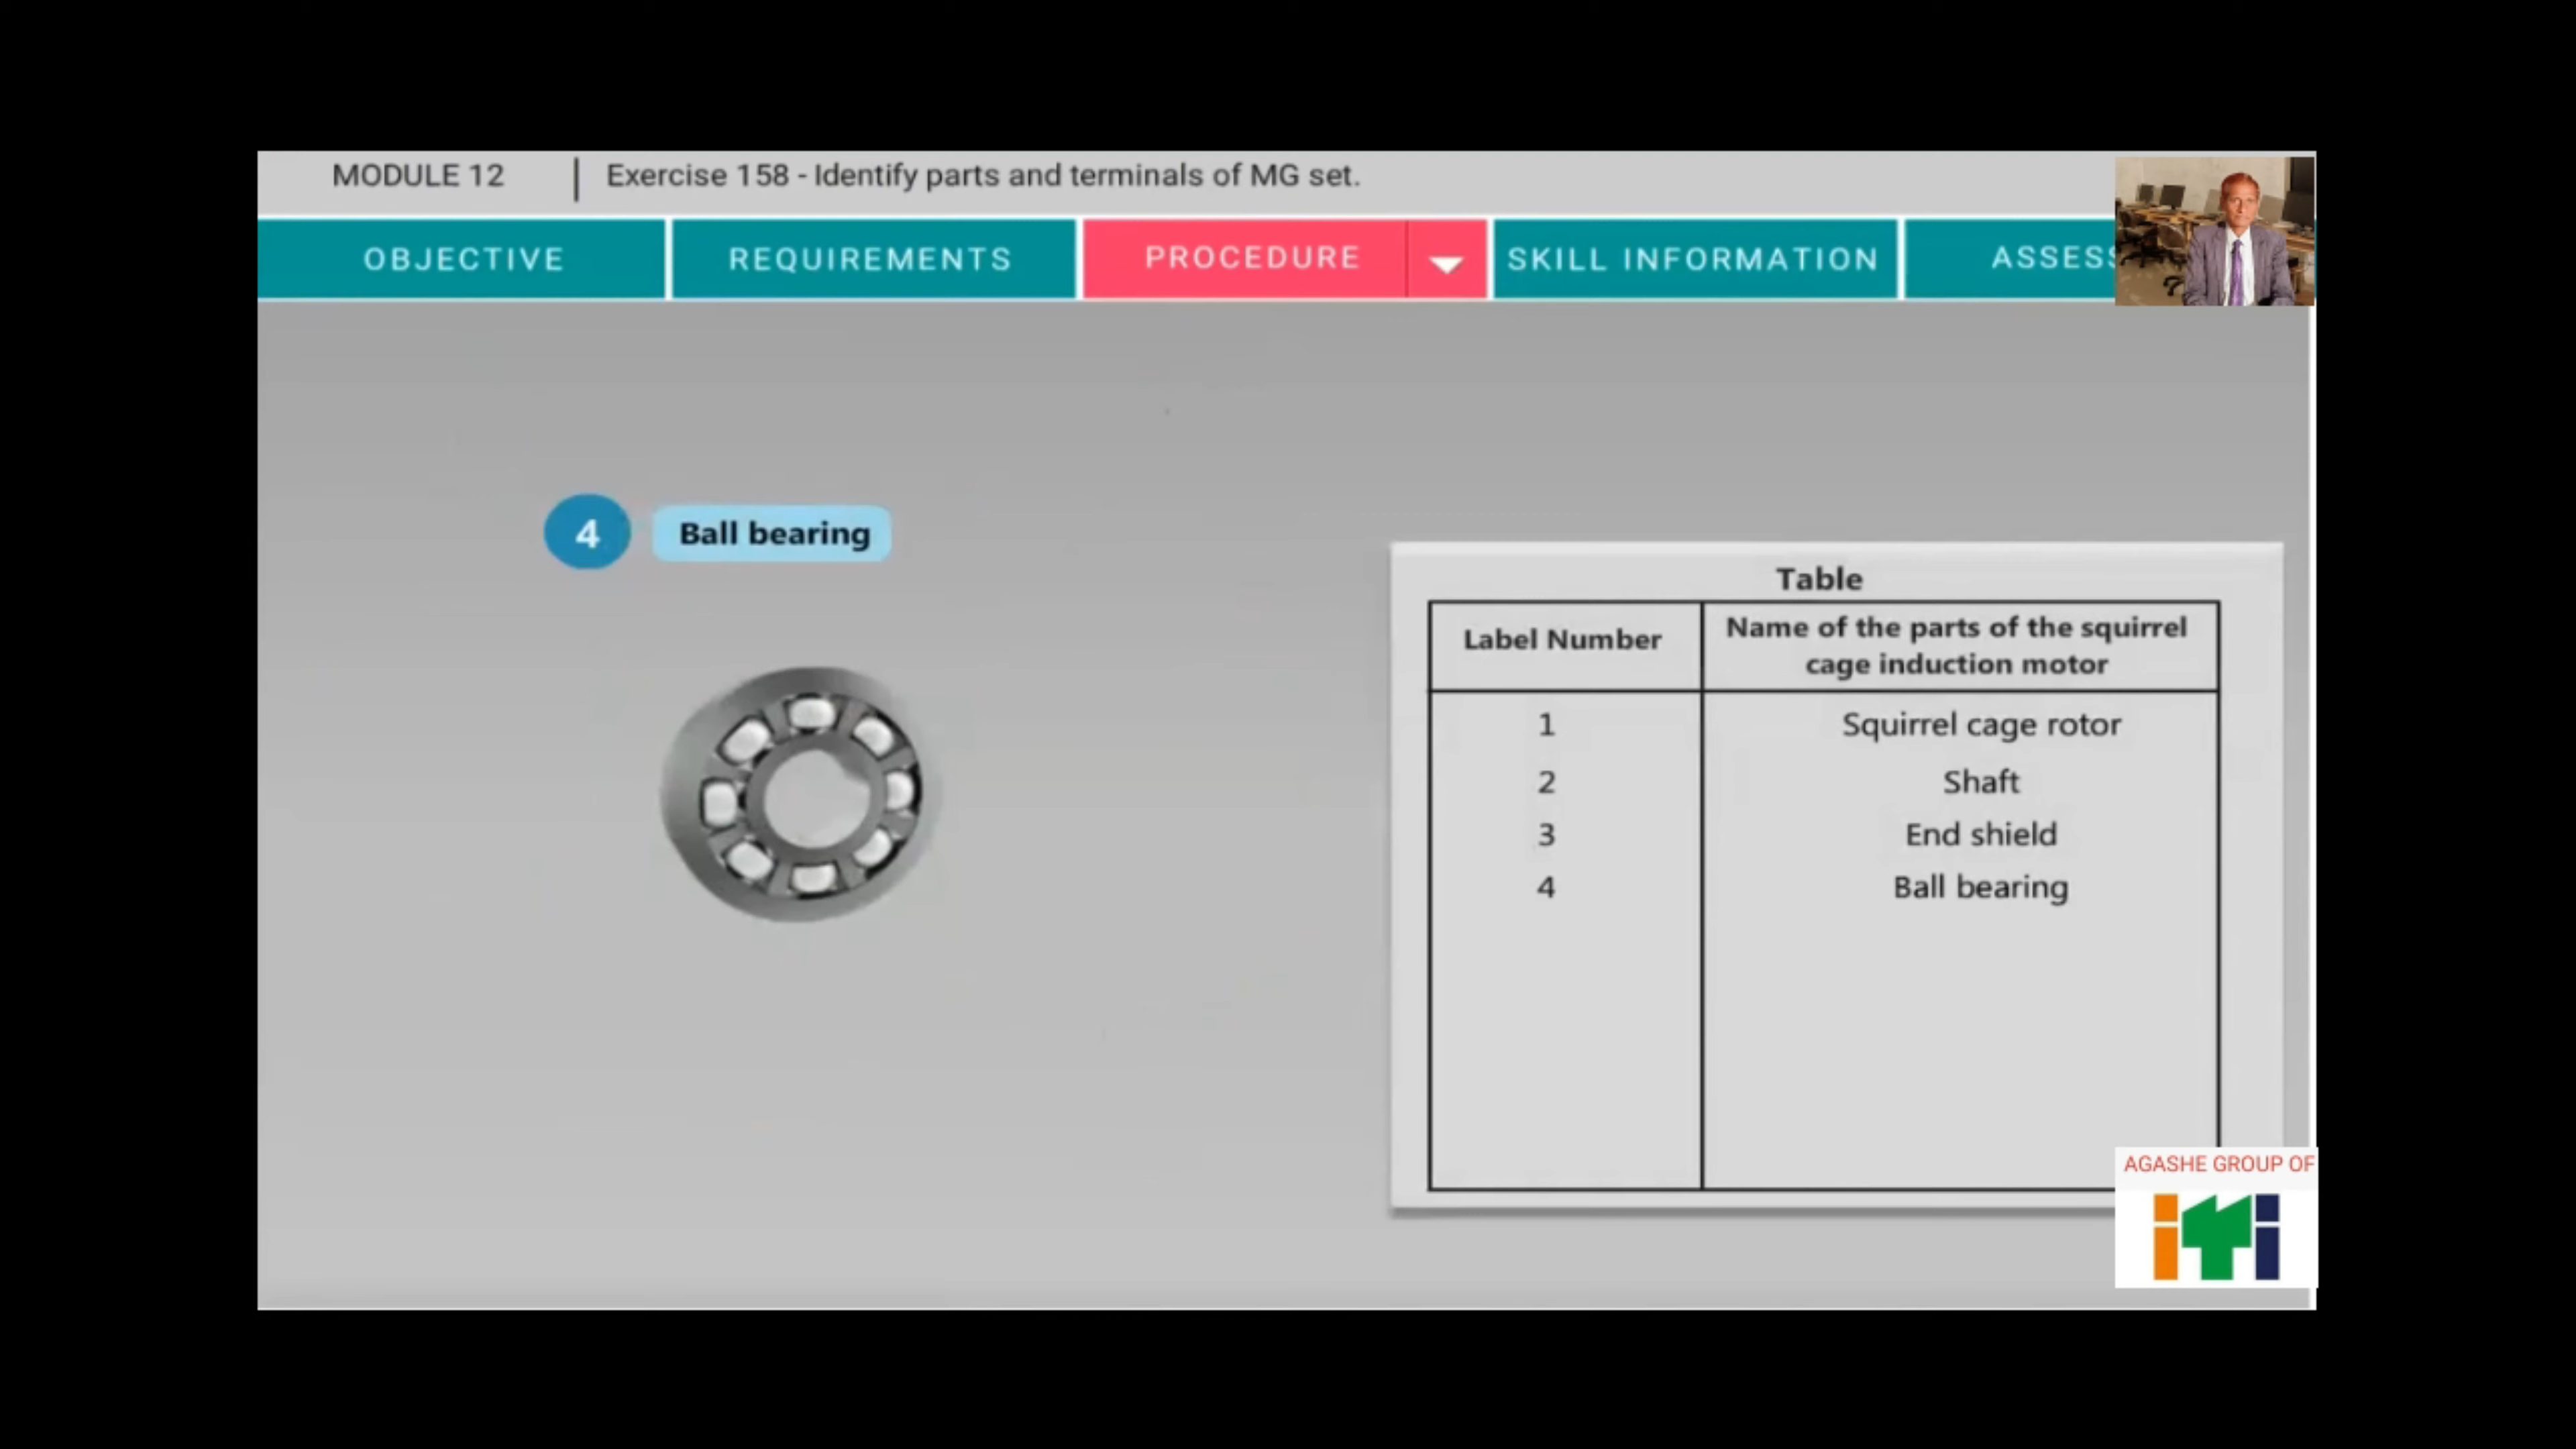 MODULE 12 | Exercise 158 - Identify parts and terminals of MG set.
OBJECTIVE REQUIREMENTS PROCEDURE SKILL INFORMATION ASSESS
4 Ball bearing
Table
Label Number
Name of the parts of the squirrel
cage induction motor
1 Squirrel cage rotor
2 Shaft
3 End shield
4 Ball bearing
AGASHE GROUP OF
iTi